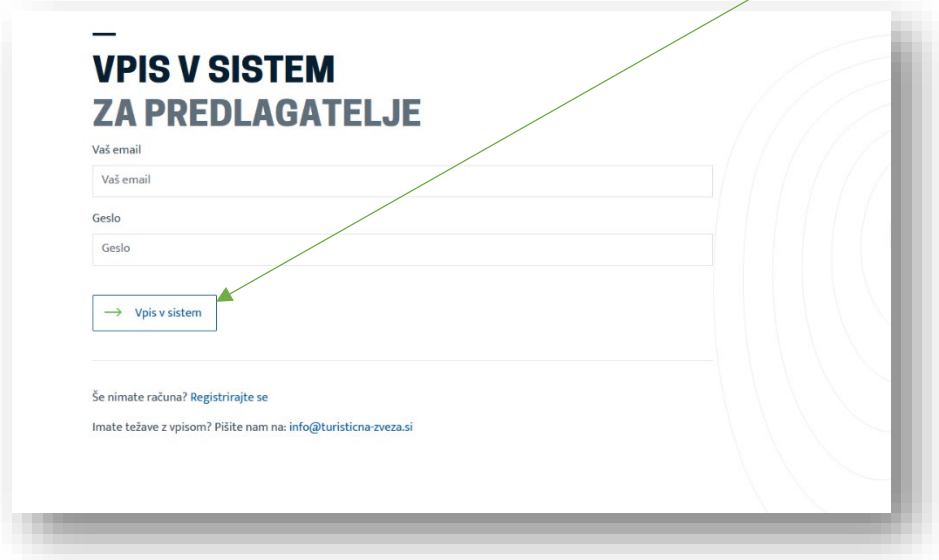 VPIS V SISTEM
ZA PREDLAGATELJE
Vaš email
Vaš email
Geslo
Geslo
Vpis v sistem
Še nimate računa? Registrirajte se
Imate težave z vpisom? Pišite nam na: info@turisticna-zveza.si